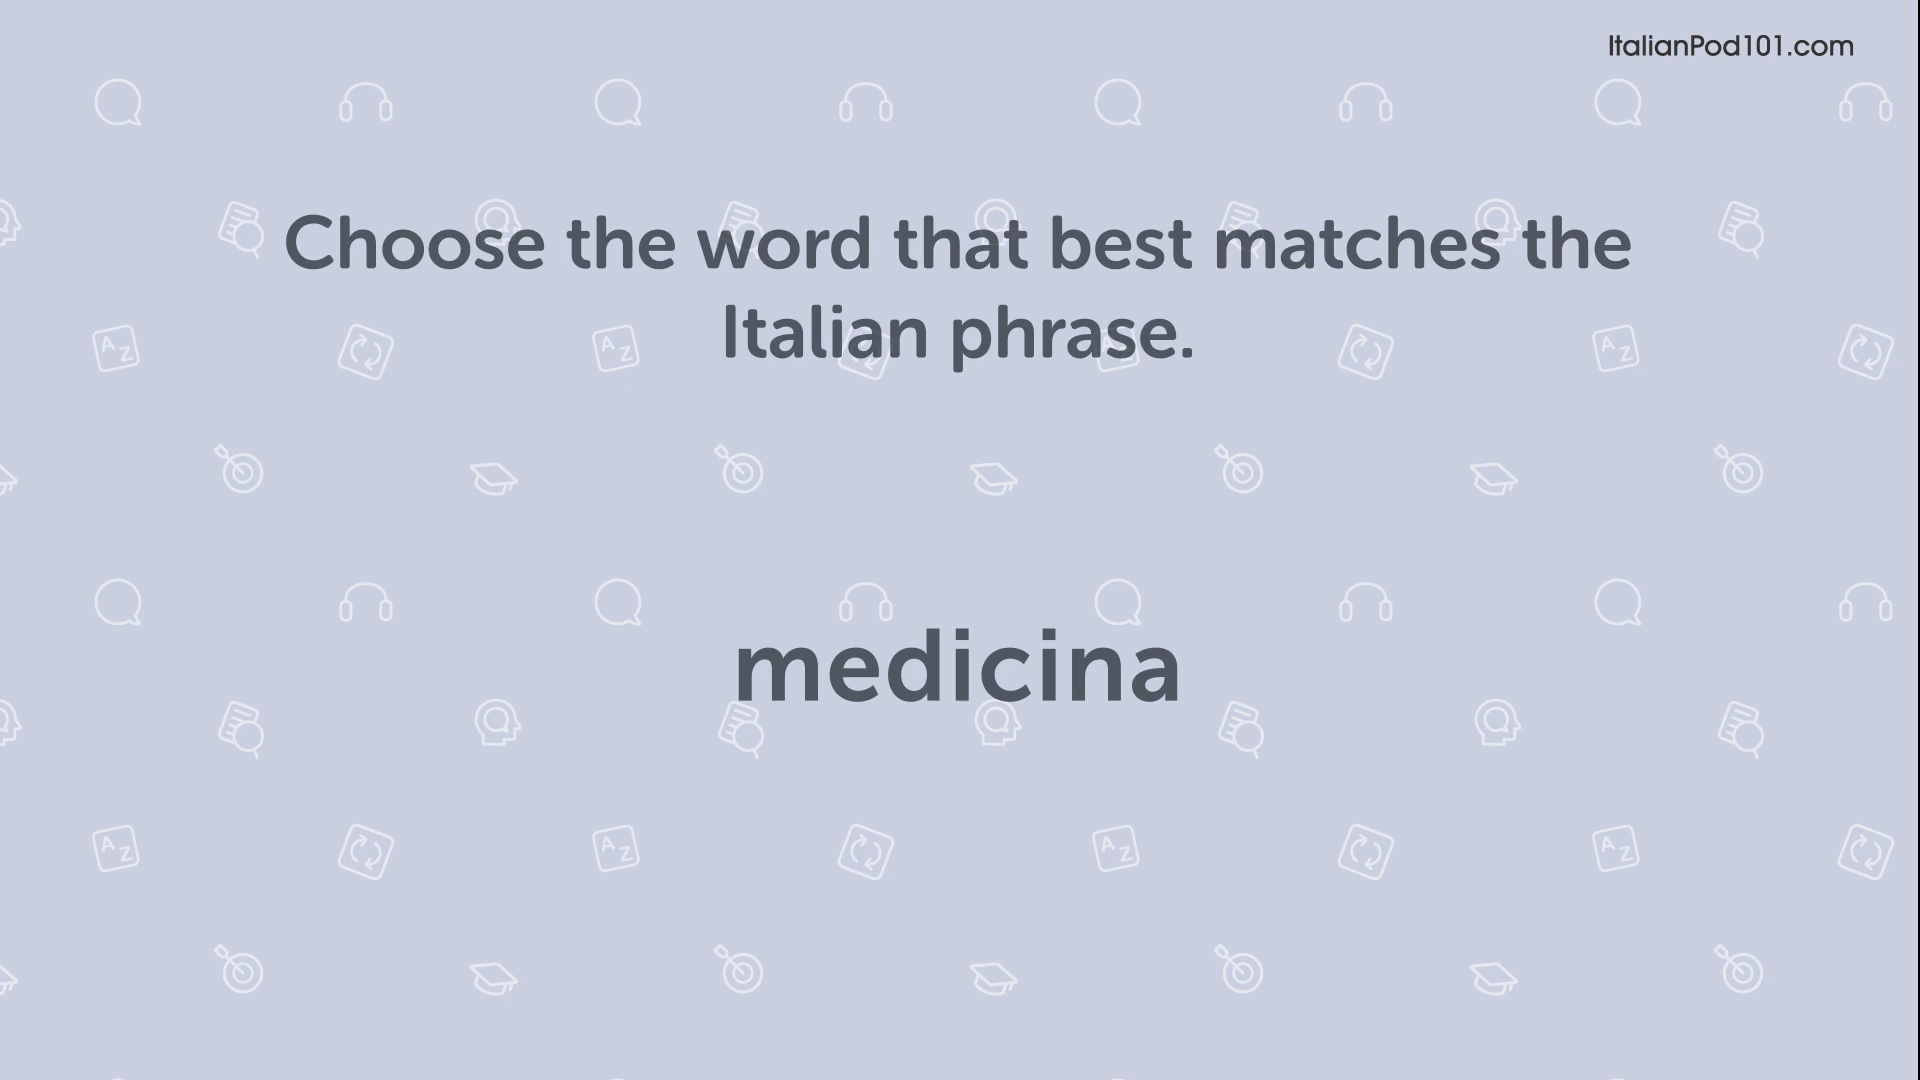 ItalianPod101.com
Choose the word that best matches the
Italian phrase.
medicina